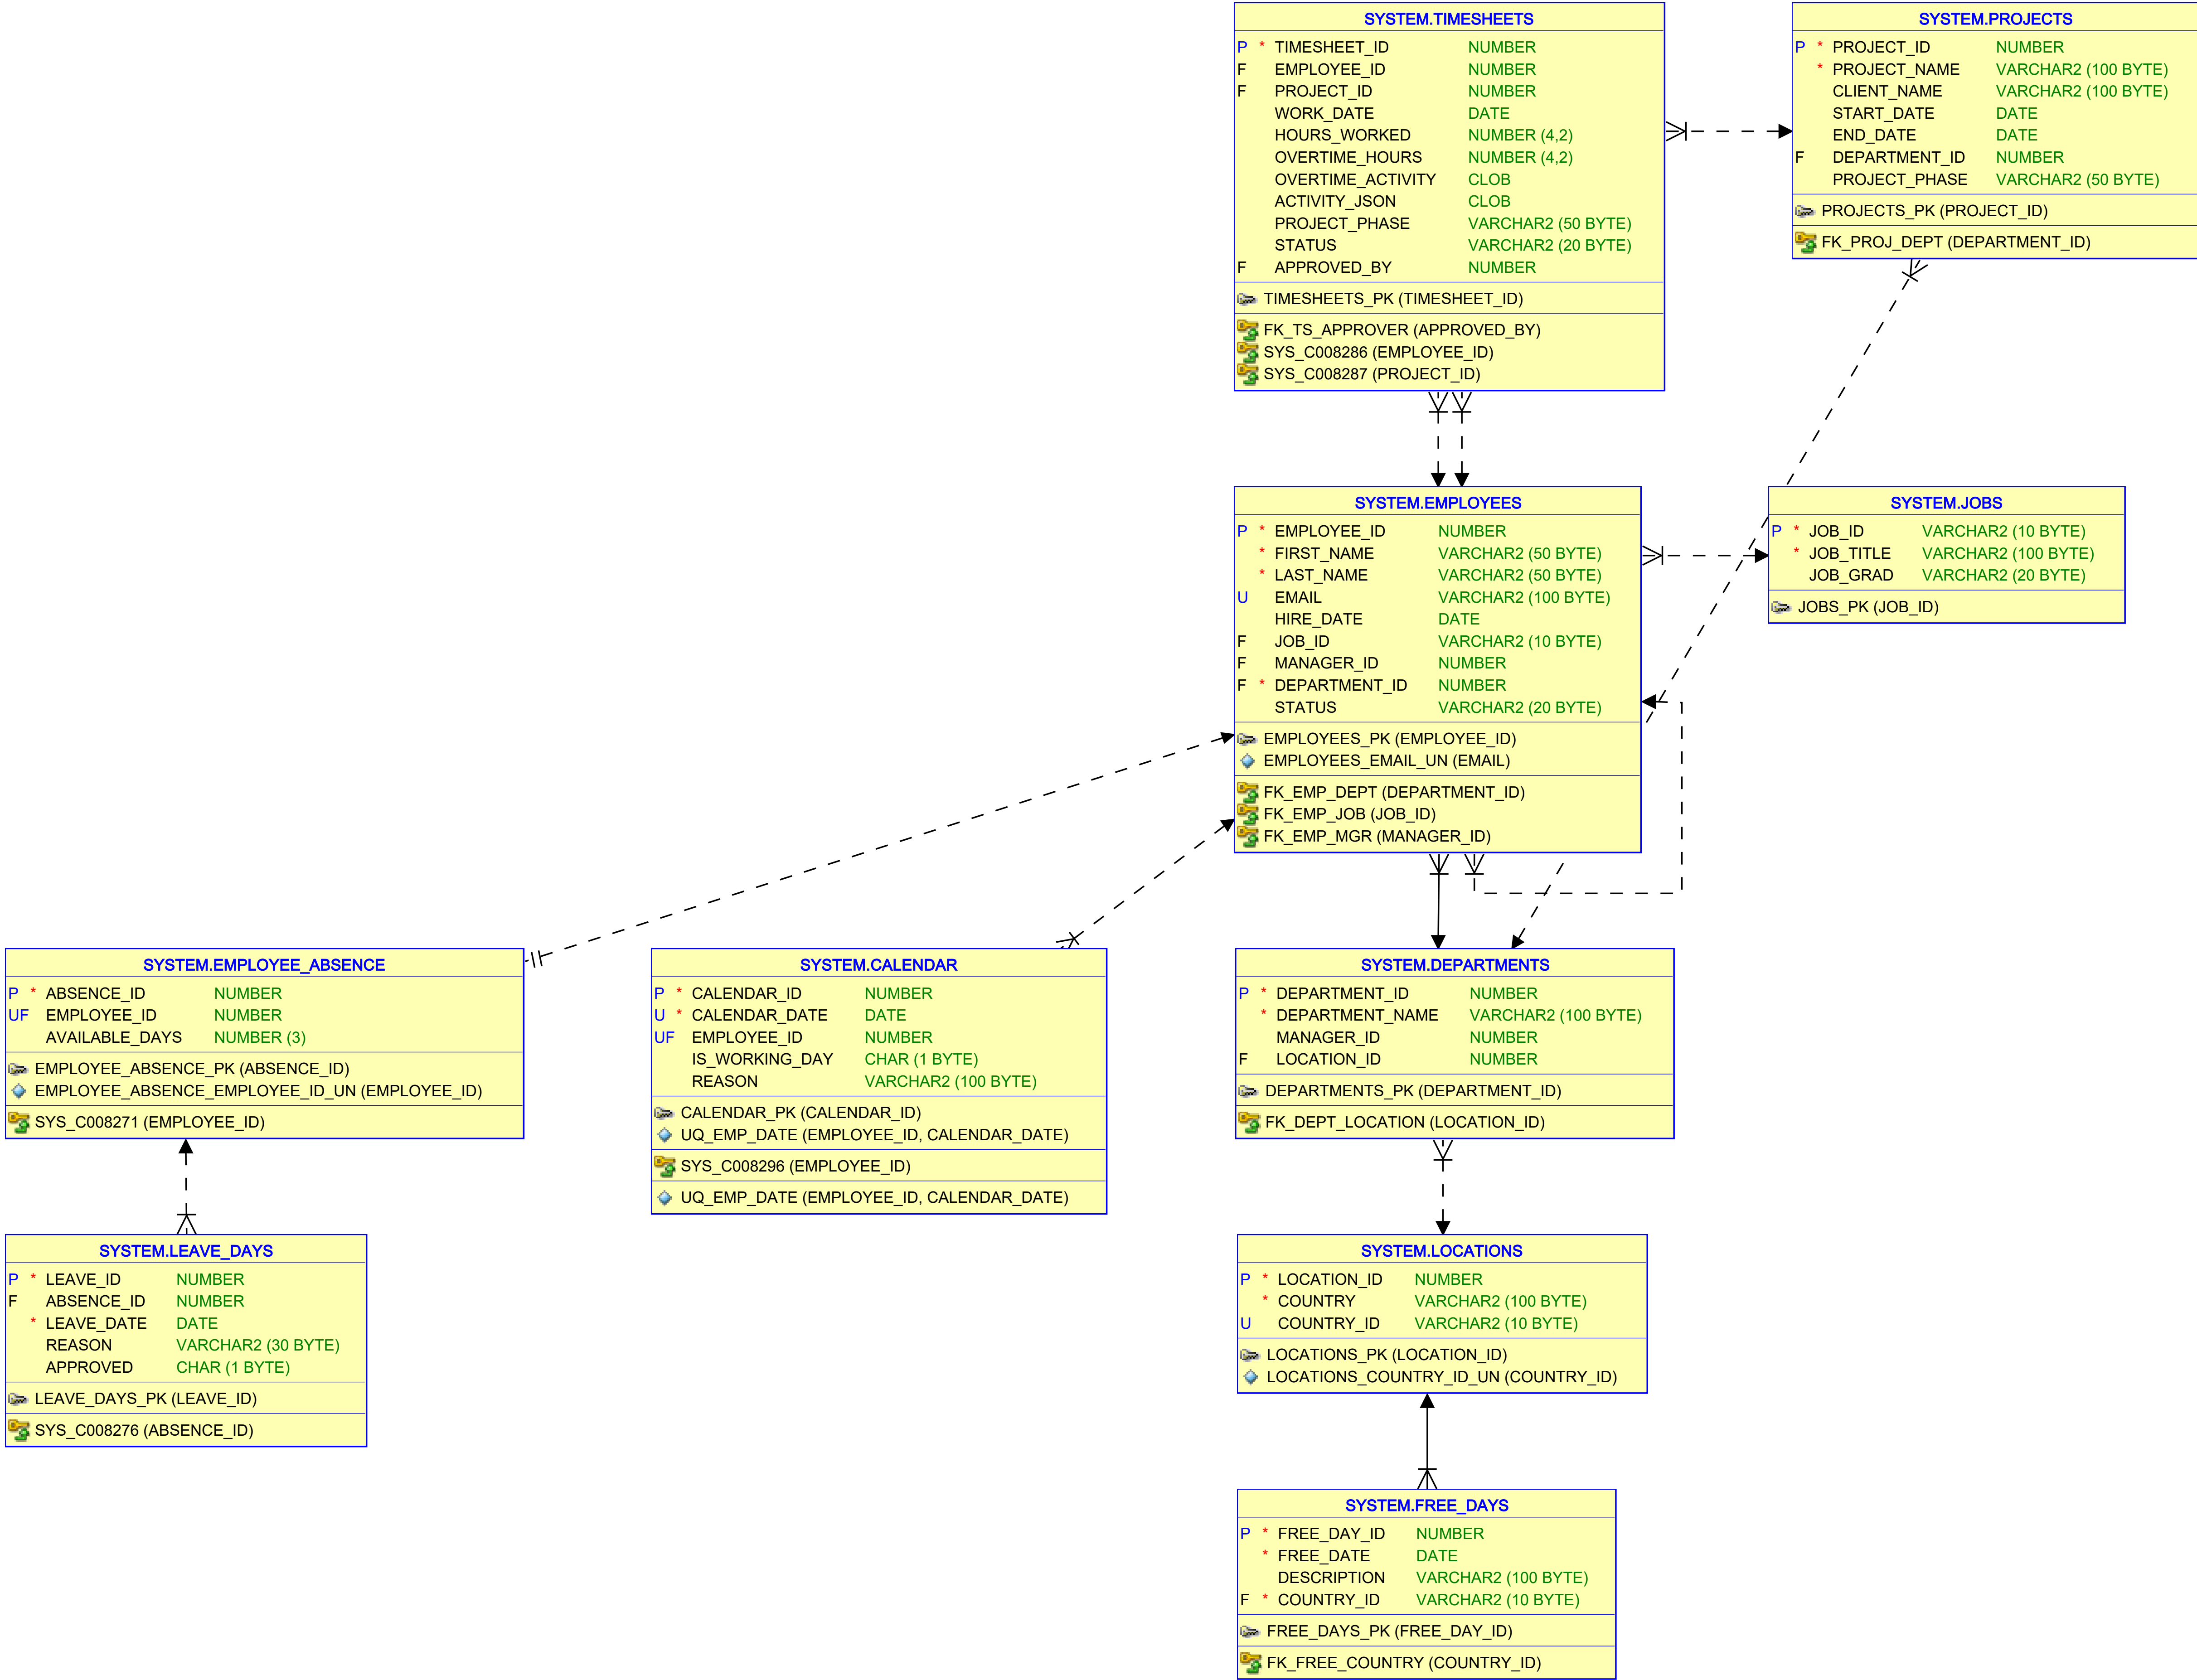 SYSTEM.TIMESHEETS
P * TIMESHEET_ID NUMBER
F EMPLOYEE_ID NUMBER
F PROJECT_ID NUMBER
WORK_DATE DATE
HOURS_WORKED NUMBER (4,2)
OVERTIME_HOURS NUMBER (4,2)
OVERTIME_ACTIVITY CLOB
ACTIVITY_JSON CLOB
PROJECT_PHASE VARCHAR2 (50 BYTE)
STATUS VARCHAR2 (20 BYTE)
F APPROVED_BY NUMBER
TIMESHEETS_PK (TIMESHEET_ID)
FK_TS_APPROVER (APPROVED_BY)
SYS_C008286 (EMPLOYEE_ID)
SYS_C008287 (PROJECT_ID)
SYSTEM.PROJECTS
P * PROJECT_ID NUMBER
* PROJECT_NAME VARCHAR2 (100 BYTE)
CLIENT_NAME VARCHAR2 (100 BYTE)
START_DATE DATE
END_DATE DATE
F DEPARTMENT_ID NUMBER
PROJECT_PHASE VARCHAR2 (50 BYTE)
PROJECTS_PK (PROJECT_ID)
FK_PROJ_DEPT (DEPARTMENT_ID)
SYSTEM.EMPLOYEES
P * EMPLOYEE_ID NUMBER
* FIRST_NAME VARCHAR2 (50 BYTE)
* LAST_NAME VARCHAR2 (50 BYTE)
U EMAIL VARCHAR2 (100 BYTE)
HIRE_DATE DATE
F JOB_ID VARCHAR2 (10 BYTE)
F MANAGER_ID NUMBER
F * DEPARTMENT_ID NUMBER
STATUS VARCHAR2 (20 BYTE)
EMPLOYEES_PK (EMPLOYEE_ID)
EMPLOYEES_EMAIL_UN (EMAIL)
FK_EMP_DEPT (DEPARTMENT_ID)
FK_EMP_JOB (JOB_ID)
FK_EMP_MGR (MANAGER_ID)
SYSTEM.JOBS
P * JOB_ID VARCHAR2 (10 BYTE)
* JOB_TITLE VARCHAR2 (100 BYTE)
JOB_GRAD VARCHAR2 (20 BYTE)
JOBS_PK (JOB_ID)
SYSTEM.EMPLOYEE_ABSENCE
P * ABSENCE_ID NUMBER
UF EMPLOYEE_ID NUMBER
AVAILABLE_DAYS NUMBER (3)
EMPLOYEE_ABSENCE_PK (ABSENCE_ID)
EMPLOYEE_ABSENCE_EMPLOYEE_ID_UN (EMPLOYEE_ID)
SYS_C008271 (EMPLOYEE_ID)
SYSTEM.CALENDAR
P * CALENDAR_ID NUMBER
U * CALENDAR_DATE DATE
UF EMPLOYEE_ID NUMBER
IS_WORKING_DAY CHAR (1 BYTE)
REASON VARCHAR2 (100 BYTE)
CALENDAR_PK (CALENDAR_ID)
UQ_EMP_DATE (EMPLOYEE_ID, CALENDAR_DATE)
SYS_C008296 (EMPLOYEE_ID)
UQ_EMP_DATE (EMPLOYEE_ID, CALENDAR_DATE)
SYSTEM.DEPARTMENTS
P * DEPARTMENT_ID NUMBER
* DEPARTMENT_NAME VARCHAR2 (100 BYTE)
MANAGER_ID NUMBER
F LOCATION_ID NUMBER
DEPARTMENTS_PK (DEPARTMENT_ID)
FK_DEPT_LOCATION (LOCATION_ID)
SYSTEM.LEAVE_DAYS
P * LEAVE_ID NUMBER
F ABSENCE_ID NUMBER
* LEAVE_DATE DATE
REASON VARCHAR2 (30 BYTE)
APPROVED CHAR (1 BYTE)
LEAVE_DAYS_PK (LEAVE_ID)
SYS_C008276 (ABSENCE_ID)
SYSTEM.LOCATIONS
P * LOCATION_ID NUMBER
* COUNTRY VARCHAR2 (100 BYTE)
U COUNTRY_ID VARCHAR2 (10 BYTE)
LOCATIONS_PK (LOCATION_ID)
LOCATIONS_COUNTRY_ID_UN (COUNTRY_ID)
SYSTEM.FREE_DAYS
P * FREE_DAY_ID NUMBER
* FREE_DATE DATE
DESCRIPTION VARCHAR2 (100 BYTE)
F * COUNTRY_ID VARCHAR2 (10 BYTE)
FREE_DAYS_PK (FREE_DAY_ID)
FK_FREE_COUNTRY (COUNTRY_ID)